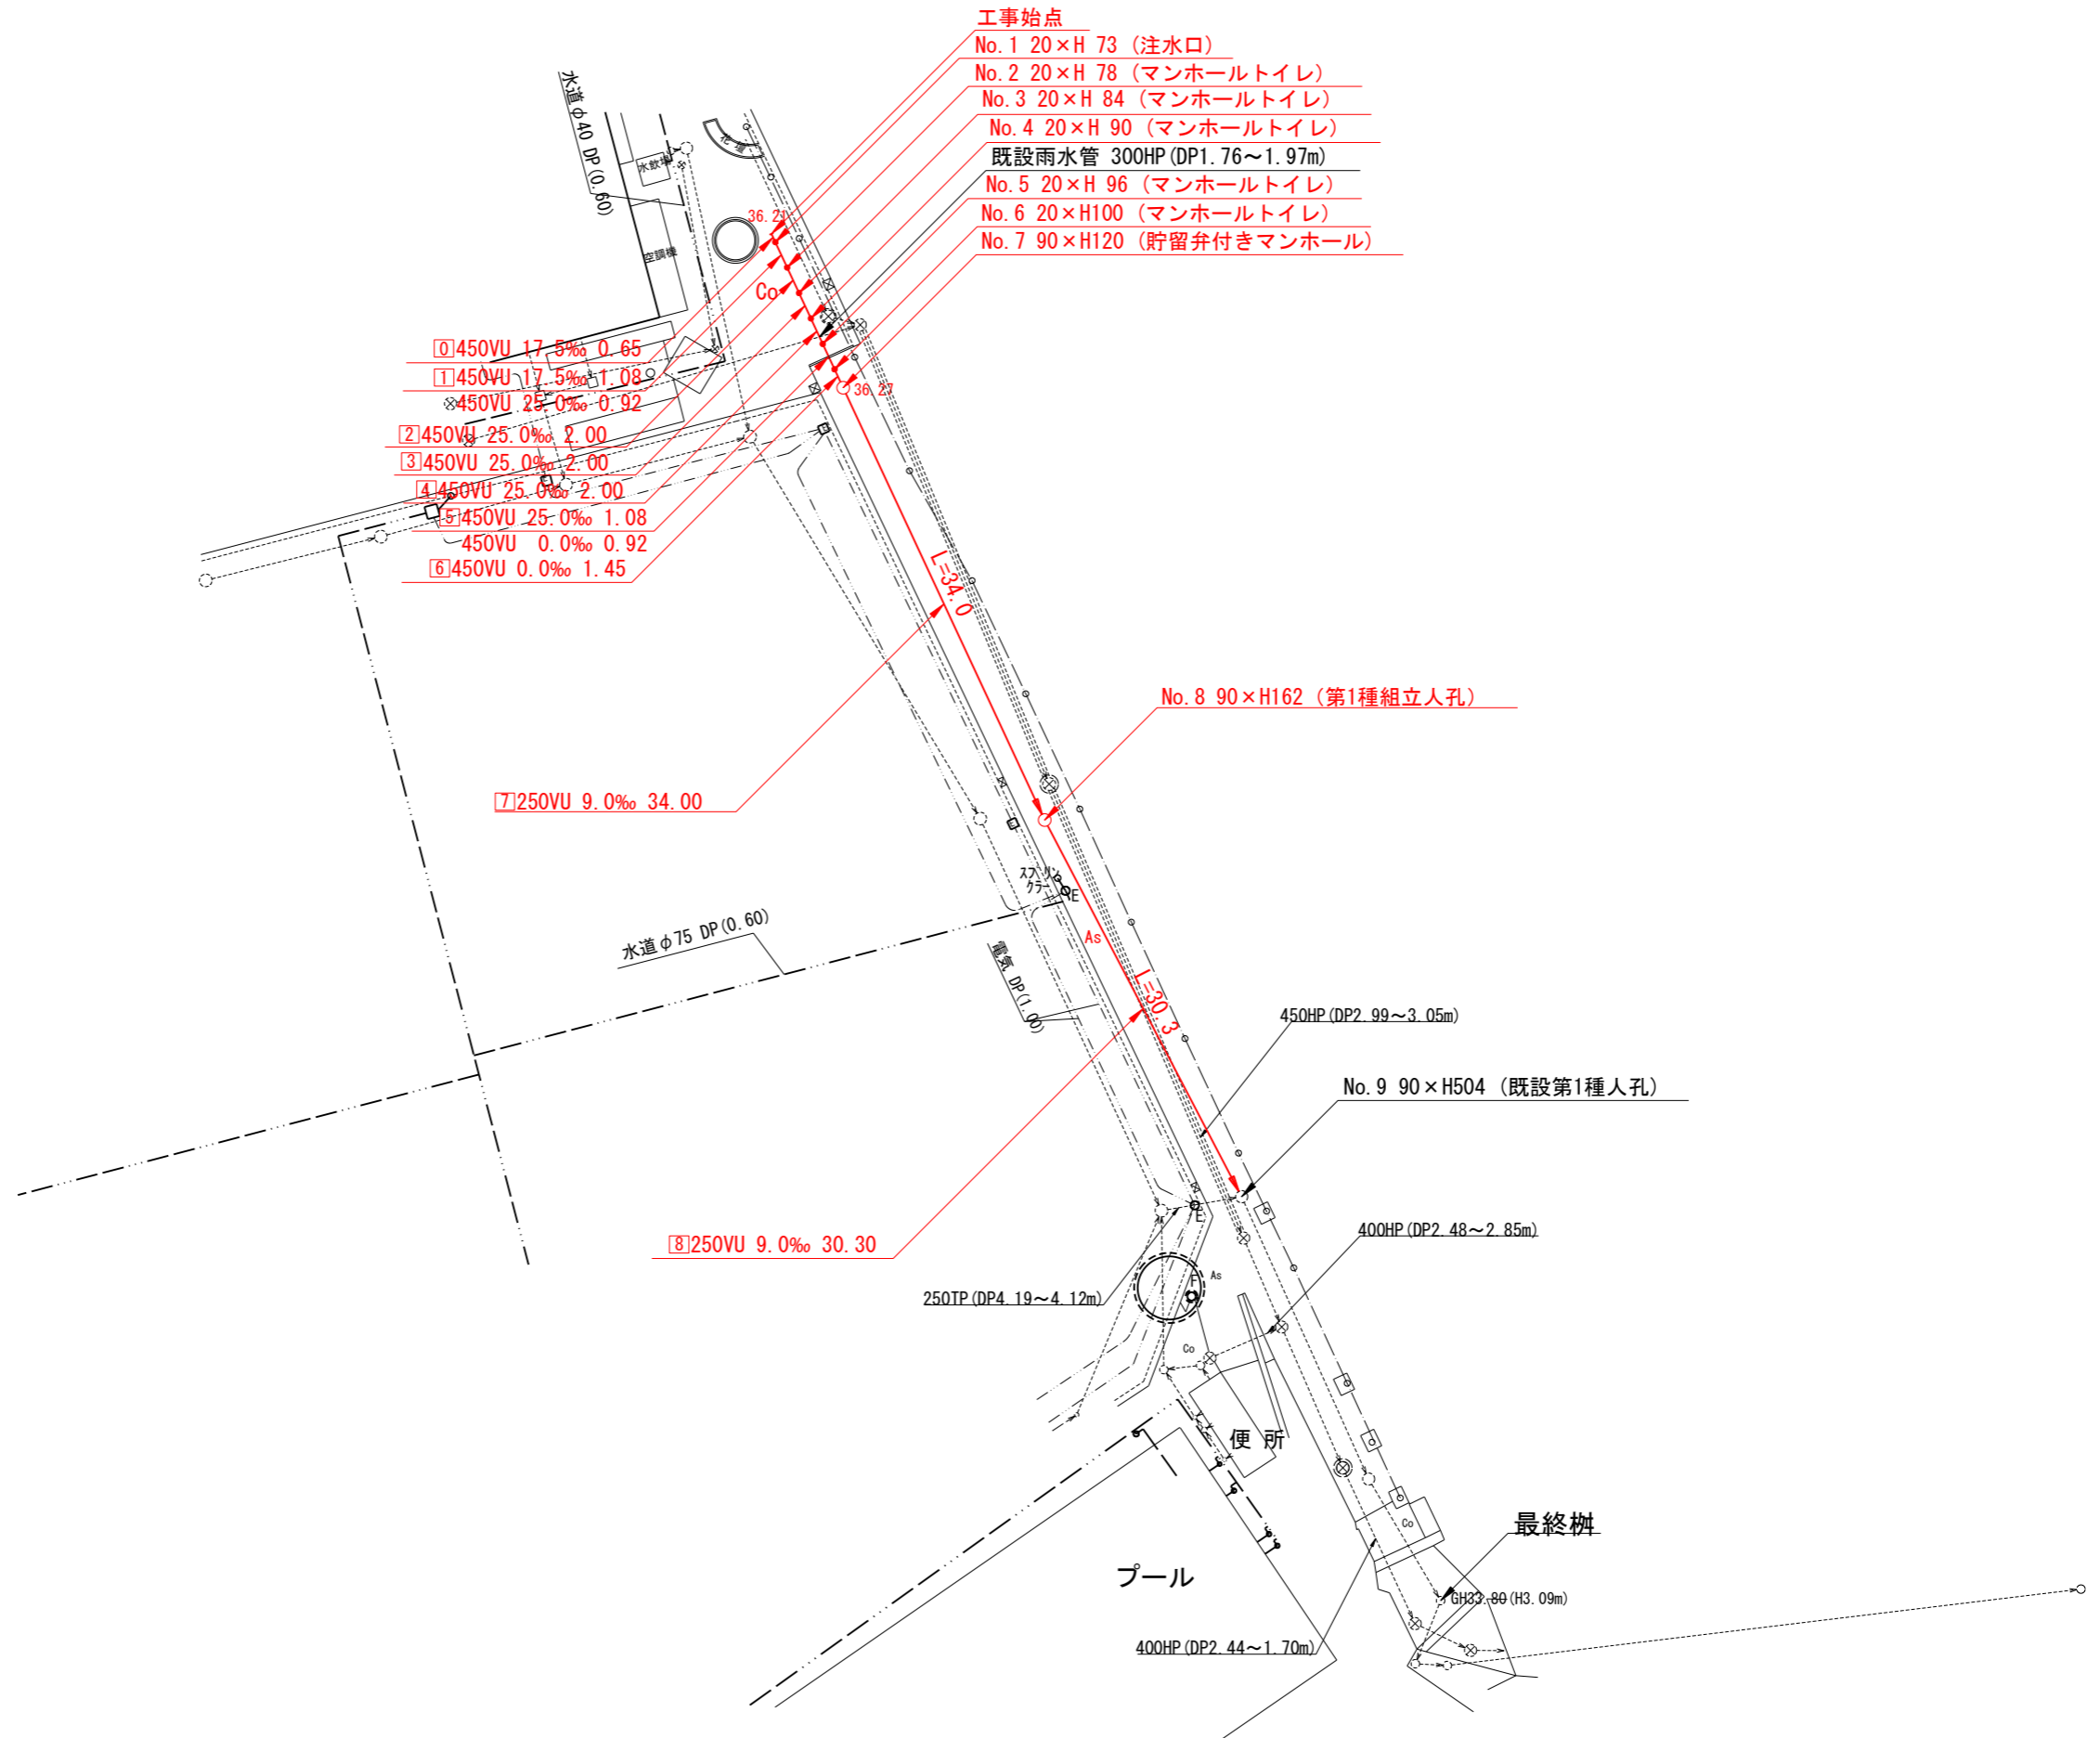 工事始点
No.1 20×H 73 (注水口)
No.2 20×H 78 (マンホールトイレ)
No.3 20×H 84 (マンホールトイレ)
No.4 20×H 90 (マンホールトイレ)
既設雨水管 300HP(DP1.76～1.97m)
No.5 20×H 96 (マンホールトイレ)
No.6 20×H100 (マンホールトイレ)
No.7 90×H120 (貯留弁付きマンホール)
水道φ40 DP(0.60)
花壇
水飲場
空調機
36.21
Co
0 450VU 17.5‰ 0.65
1 450VU 17.5‰ 1.08
450VU 25.0‰ 0.92
2 450VU 25.0‰ 2.00
3 450VU 25.0‰ 2.00
4 450VU 25.0‰ 2.00
5 450VU 25.0‰ 1.08
450VU 0.0‰ 0.92
6 450VU 0.0‰ 1.45
36.27
L=34.0
No.8 90×H162 (第1種組立人孔)
7 250VU 9.0‰ 34.00
スプリン
クラー
E
As
水道φ75 DP(0.60)
電気 DP(1.00)
L=30.3
450HP(DP2.99～3.05m)
No.9 90×H504 (既設第1種人孔)
E
400HP(DP2.48～2.85m)
8 250VU 9.0‰ 30.30
250TP(DP4.19～4.12m)
F
As
Co
便所
Co
最終桝
プール
GH33.80(H3.09m)
400HP(DP2.44～1.70m)